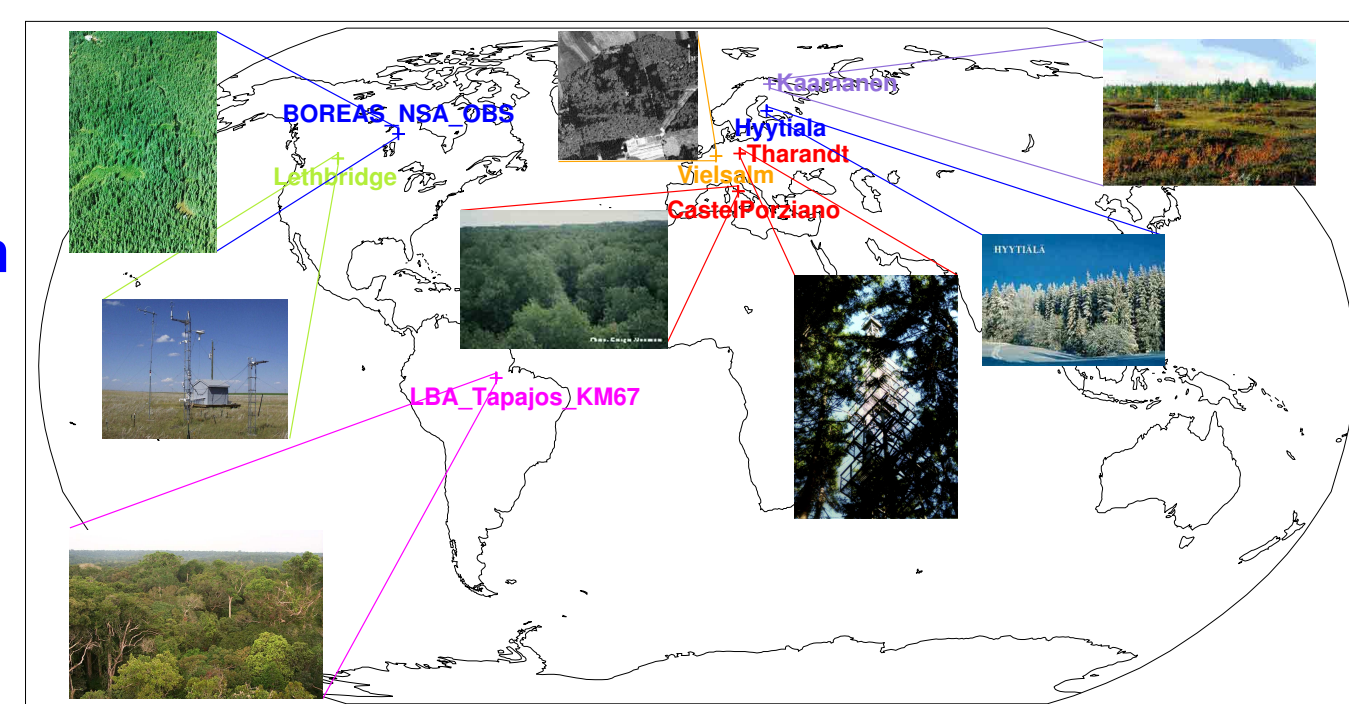 Kaamanen
BOREAS_NSA_OBS
Hyytiala
Tharandt
Lethbridge
Vielsalm
CastelPorziano
HYYTIÄLÄ
LBA_Tapajos_KM67